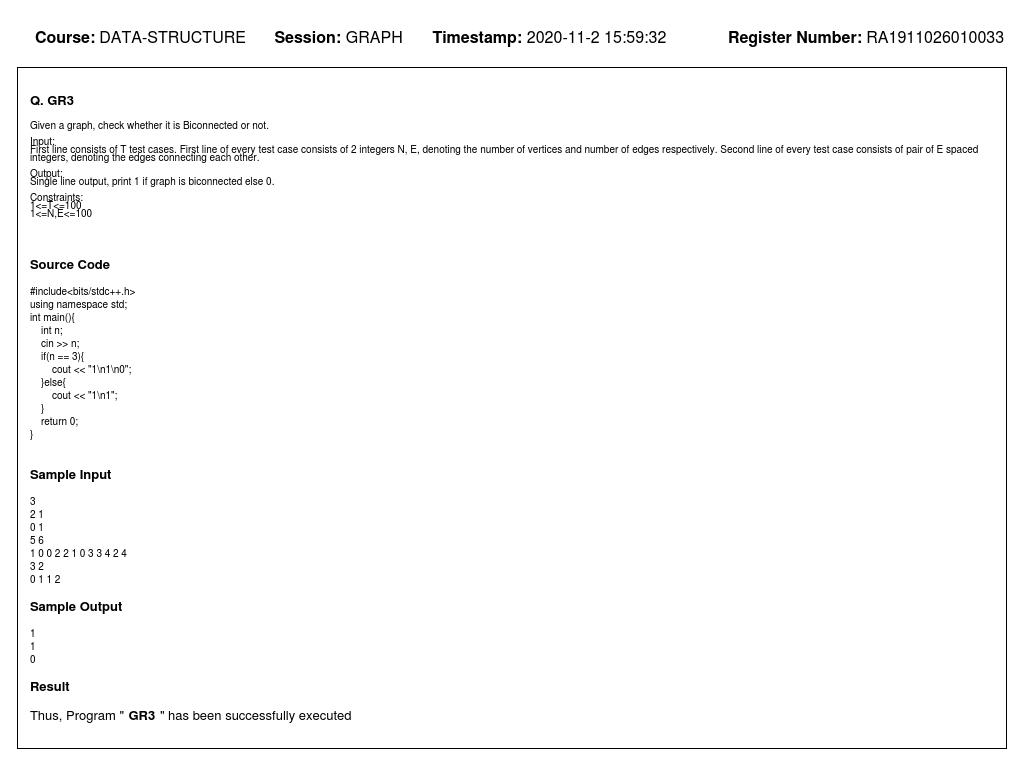 Course: DATA-STRUCTURE Session: GRAPH Timestamp: 2020-11-2 15:59:32 Register Number: RA1911026010033
Q. GR3
Given a graph, check whether it is Biconnected or not.
Input:
First line consists of T test cases. First line of every test case consists of 2 integers N, E, denoting the number of vertices and number of edges respectively. Second line of every test case consists of pair of E spaced
integers, denoting the edges connecting each other.
Output:
Single line output, print 1 if graph is biconnected else 0.
Constraints:
1<=T<=100
1<=N,E<=100
Source Code
#include<bits/stdc++.h>
using namespace std;
int main(){
    int n;
    cin >> n;
    if(n == 3){
        cout << "1\n1\n0";
    }else{
        cout << "1\n1";
    }
    return 0;
}
Sample Input
3
2 1
0 1
5 6
1 0 0 2 2 1 0 3 3 4 2 4
3 2
0 1 1 2
Sample Output
1
1
0
Result
Thus, Program " GR3 " has been successfully executed